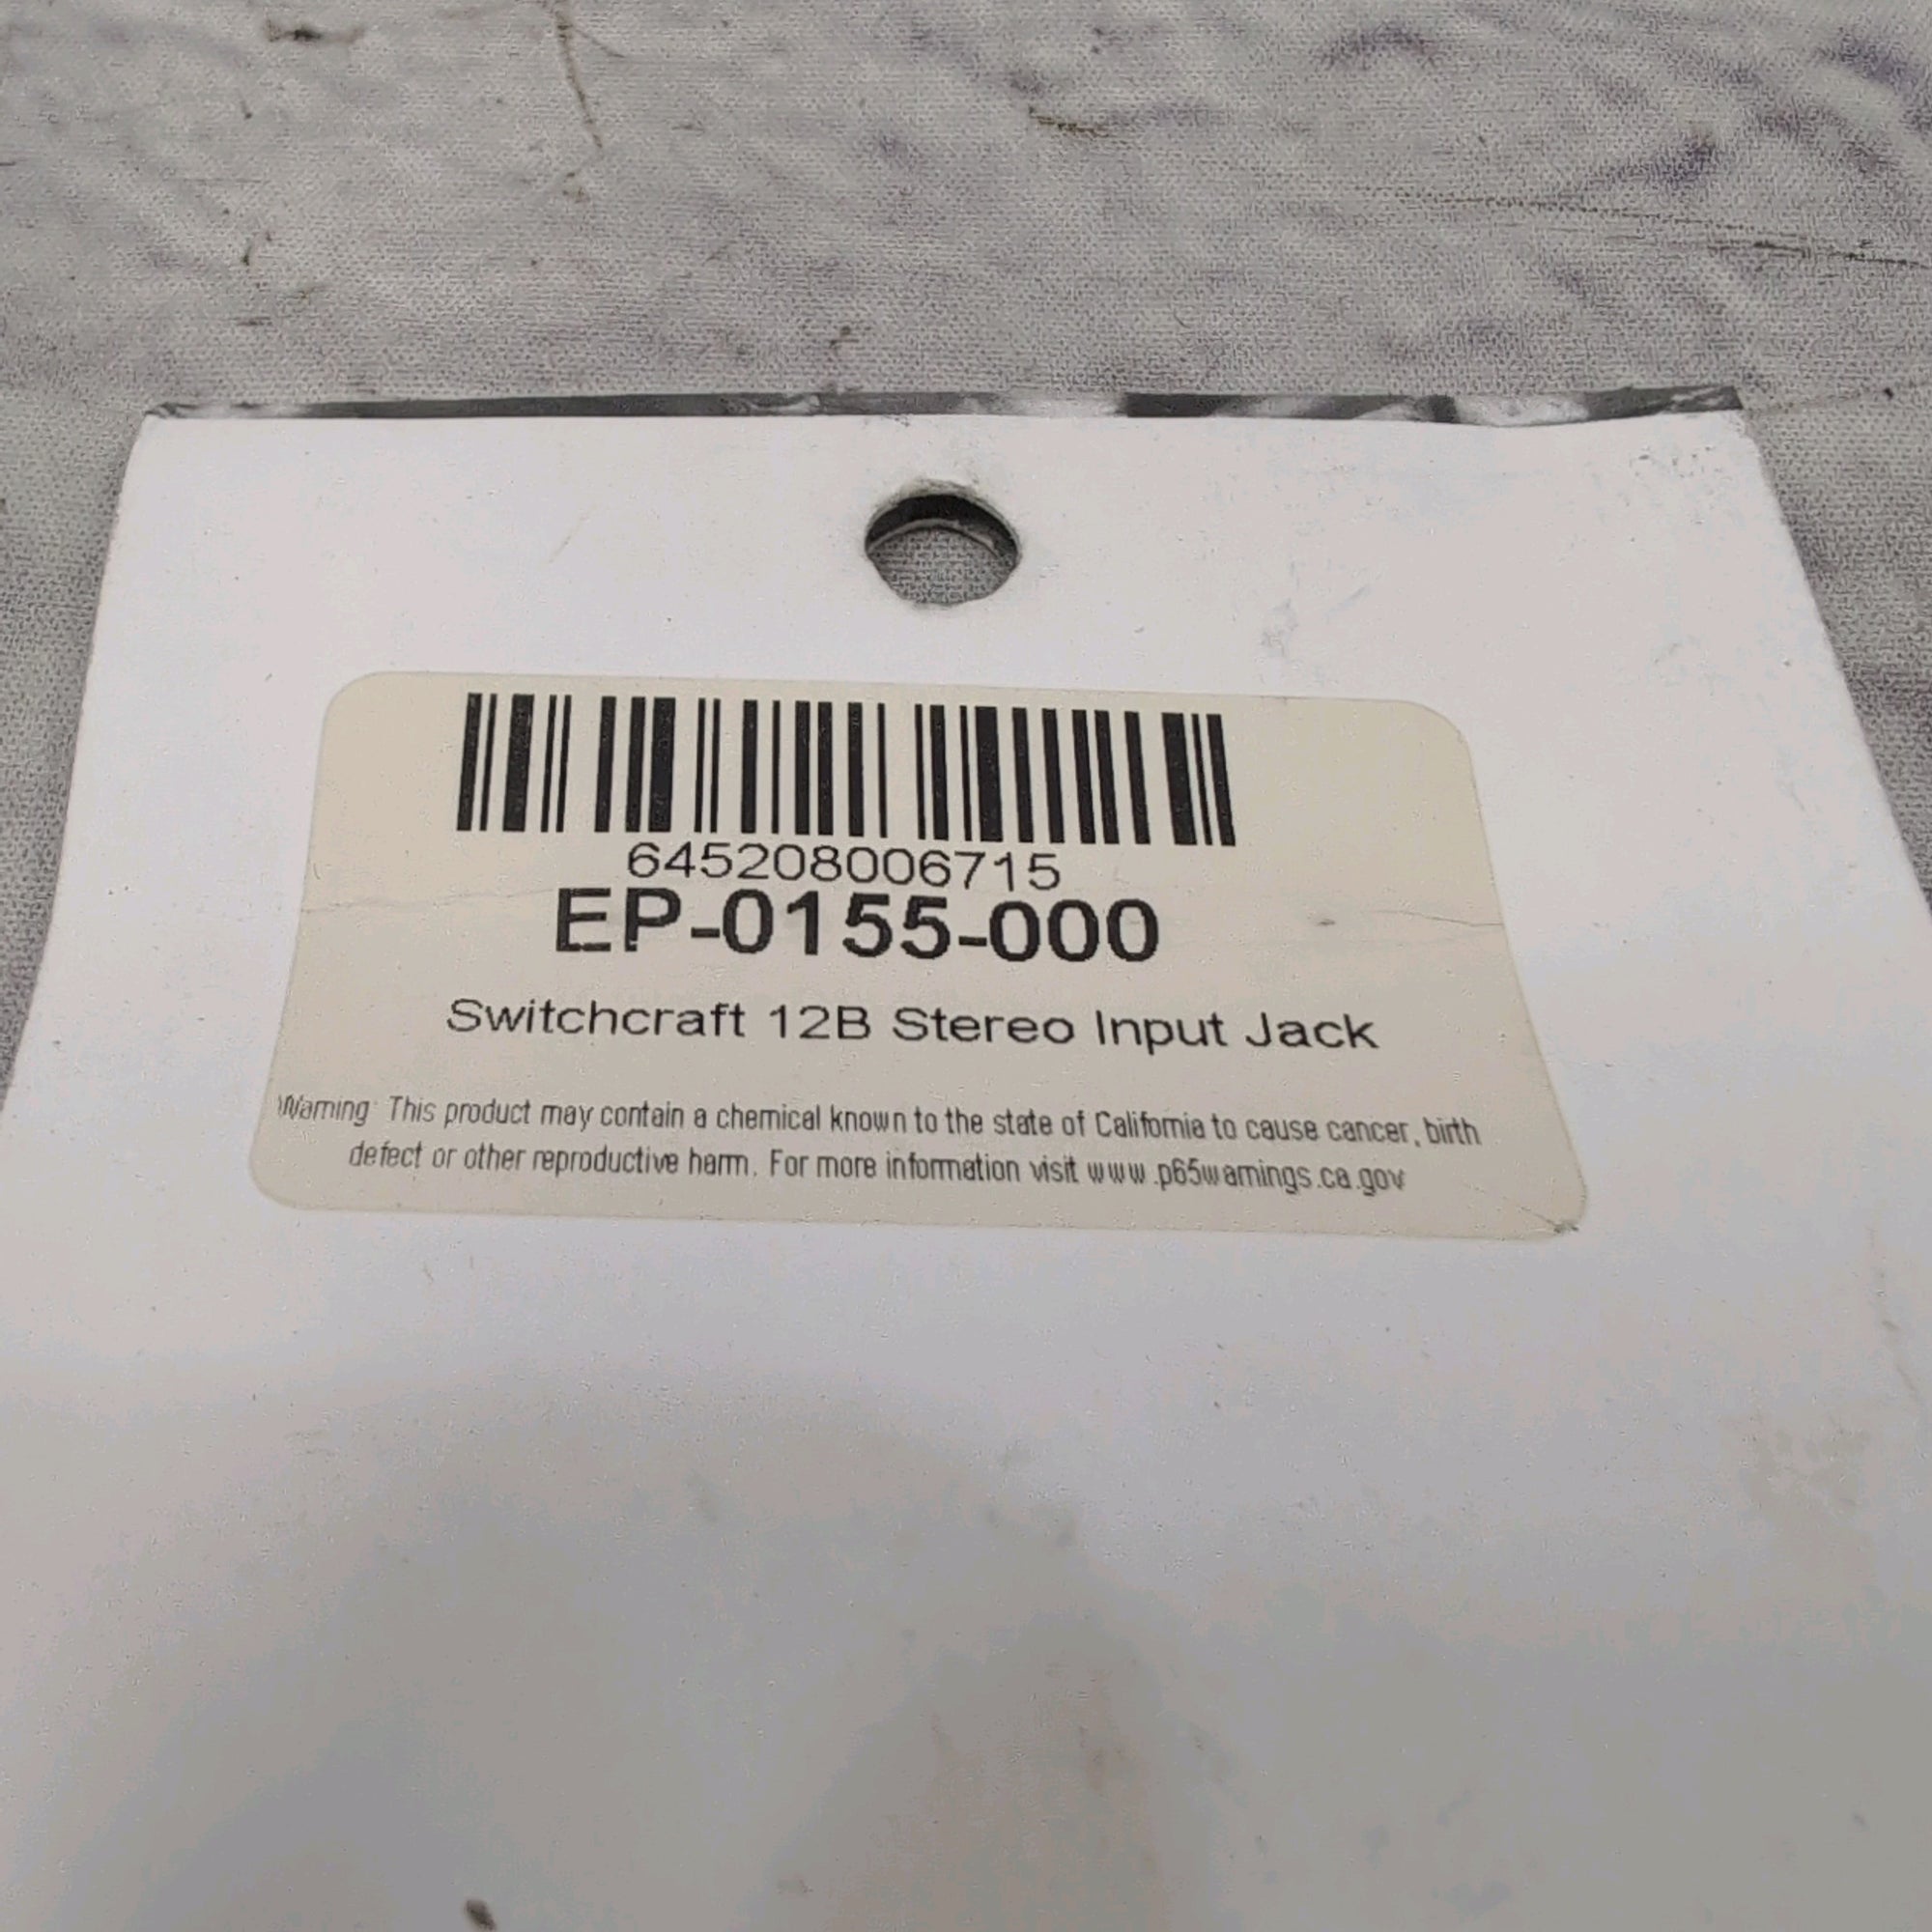 645208006715
EP-0155-000
Switchcraft 12B Stereo Input Jack
Warning: This product may contain a chemical known to the state of California to cause cancer, birth
defect or other reproductive harm. For more information visit www.p65warnings.ca.gov